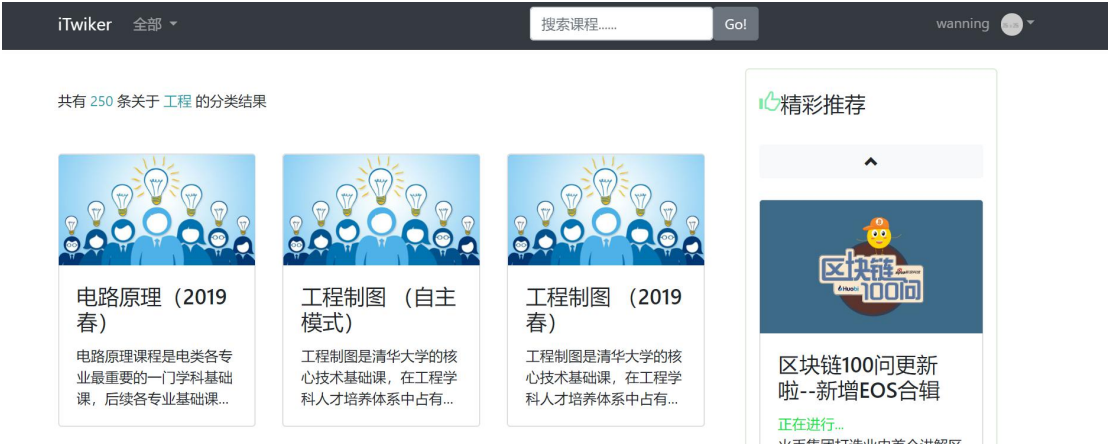 iTwiker 全部 搜索课程...... Go! wanning
共有 250 条关于 工程 的分类结果
电路原理（2019
春）
电路原理课程是电类各专
业最重要的一门学科基础
课，后续各专业基础课...
工程制图 （自主
模式）
工程制图是清华大学的核
心技术基础课，在工程学
科人才培养体系中占有...
工程制图 （2019
春）
工程制图是清华大学的核
心技术基础课，在工程学
科人才培养体系中占有...
精彩推荐
区块链
Huobi 100问
区块链100问更新
啦--新增EOS合辑
正在进行...